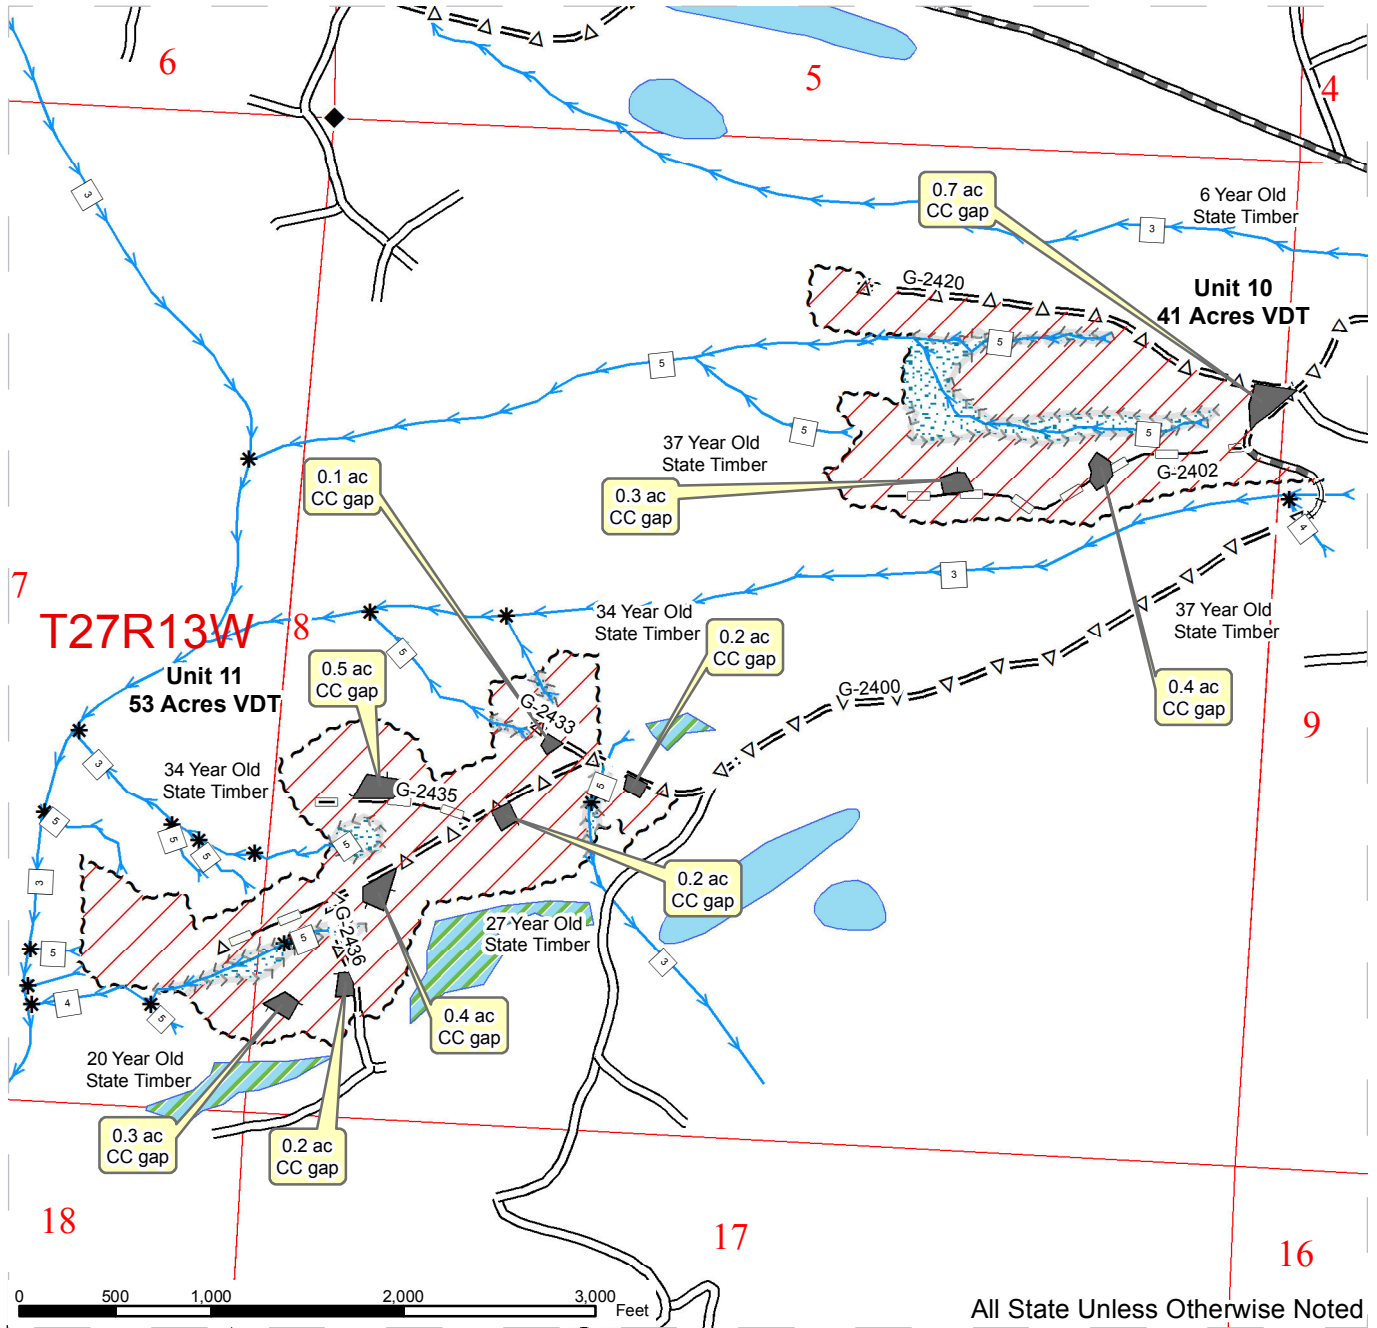 6
5
4
3
0.7 ac
CC gap
6 Year Old
State Timber
3
G-2420
Unit 10
41 Acres VDT
5
5
5
5
37 Year Old
State Timber
0.1 ac
CC gap
0.3 ac
CC gap
G-2402
4
3
7
T27R13W
8
34 Year Old
State Timber
37 Year Old
State Timber
0.2 ac
CC gap
5
Unit 11
53 Acres VDT
0.5 ac
CC gap
G-2433
G-2400
0.4 ac
CC gap
9
34 Year Old
State Timber
3
G-2435
5
5
5
5
5
0.2 ac
CC gap
3
27 Year Old
State Timber
G-2436
5
5
3
4
5
0.4 ac
CC gap
20 Year Old
State Timber
0.3 ac
CC gap
0.2 ac
CC gap
18
17
16
0 500 1,000 2,000 3,000
Feet
All State Unless Otherwise Noted